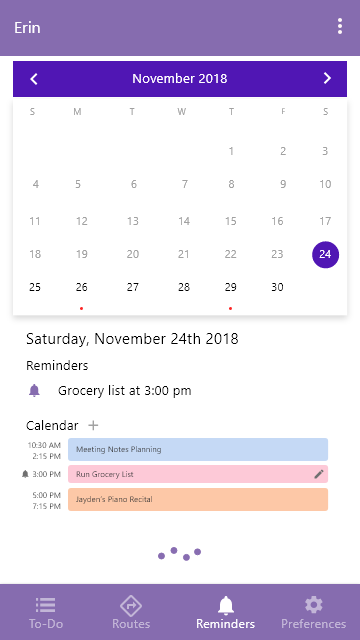 Erin
November 2018
S M T W T F S
1 2 3
4 5 6 7 8 9 10
11 12 13 14 15 16 17
18 19 20 21 22 23 24
25 26 27 28 29 30
Saturday, November 24th 2018
Reminders
Grocery list at 3:00 pm
Calendar
10:30 AM
2:15 PM
Meeting Notes Planning
3:00 PM Run Grocery List
5:00 PM
7:15 PM
Jayden's Piano Recital
To-Do Routes Reminders Preferences